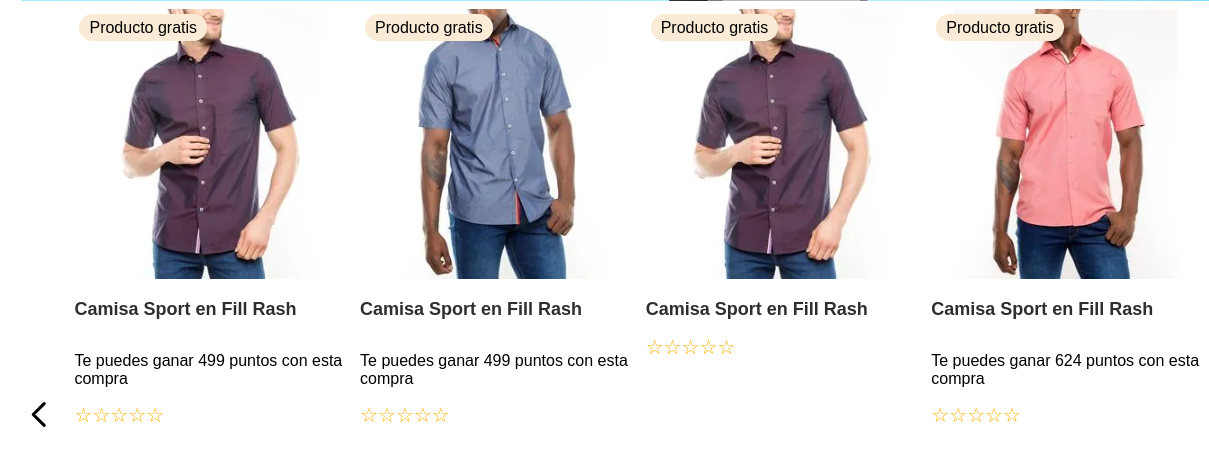 Producto gratis
Producto gratis
Producto gratis
Producto gratis
Camisa Sport en Fill Rash
Camisa Sport en Fill Rash
Camisa Sport en Fill Rash
Camisa Sport en Fill Rash
Te puedes ganar 499 puntos con esta
compra
Te puedes ganar 499 puntos con esta
compra
Te puedes ganar 624 puntos con esta
compra